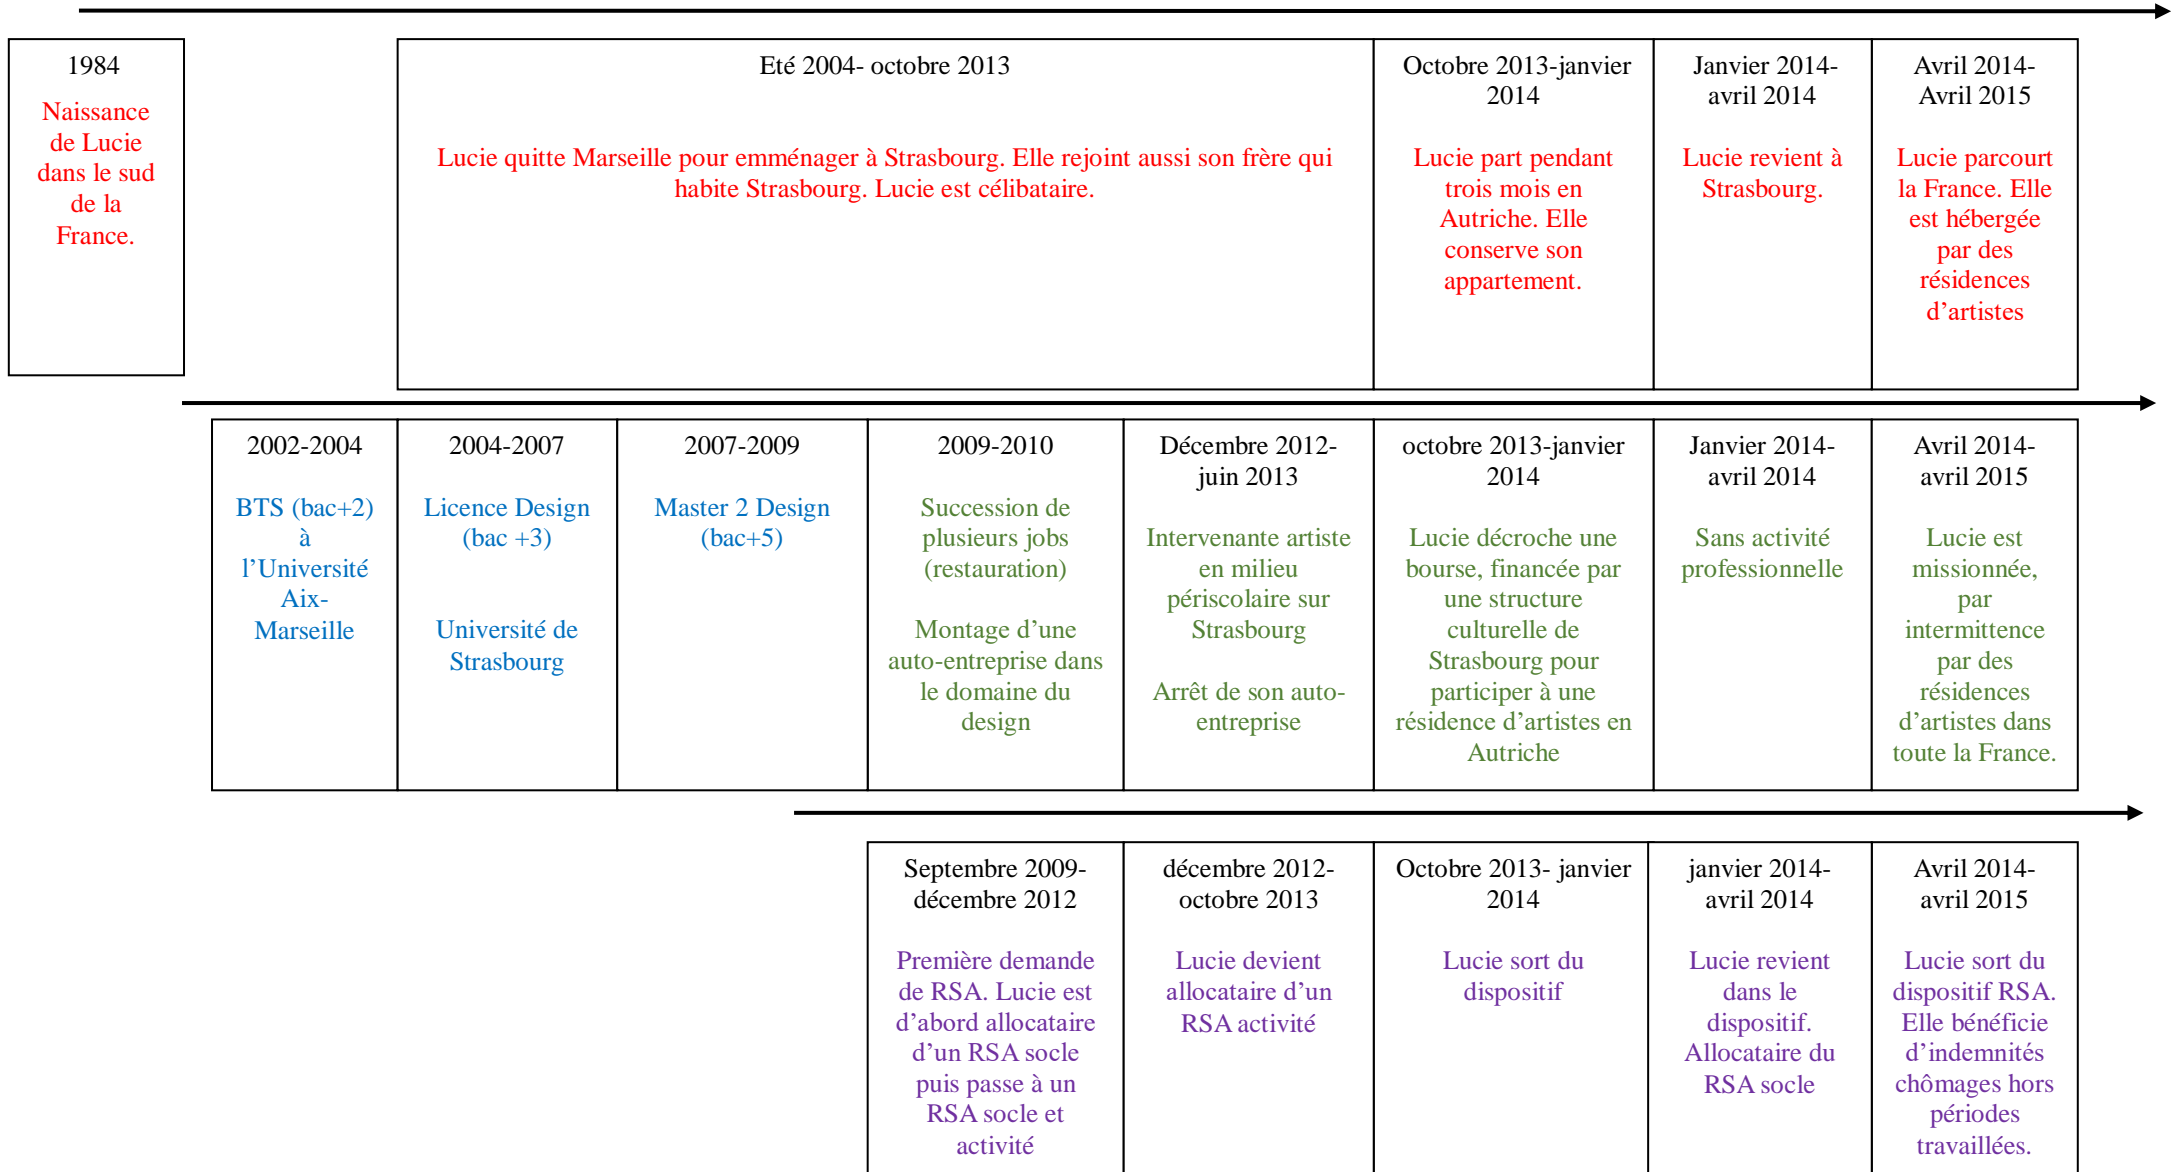 1984
Naissance
de Lucie
dans le sud
de la
France.
Eté 2004- octobre 2013
Lucie quitte Marseille pour emménager à Strasbourg. Elle rejoint aussi son frère qui
habite Strasbourg. Lucie est célibataire.
Octobre 2013-janvier
2014
Lucie part pendant
trois mois en
Autriche. Elle
conserve son
appartement.
Janvier 2014-
avril 2014
Lucie revient à
Strasbourg.
Avril 2014-
Avril 2015
Lucie parcourt
la France. Elle
est hébergée
par des
résidences
d’artistes
2002-2004
BTS (bac+2)
à
l’Université
Aix-
Marseille
2004-2007
Licence Design
(bac +3)
Université de
Strasbourg
2007-2009
Master 2 Design
(bac+5)
2009-2010
Succession de
plusieurs jobs
(restauration)
Montage d’une
auto-entreprise dans
le domaine du
design
Décembre 2012-
juin 2013
Intervenante artiste
en milieu
périscolaire sur
Strasbourg
Arrêt de son auto-
entreprise
octobre 2013-janvier
2014
Lucie décroche une
bourse, financée par
une structure
culturelle de
Strasbourg pour
participer à une
résidence d’artistes en
Autriche
Janvier 2014-
avril 2014
Sans activité
professionnelle
Avril 2014-
avril 2015
Lucie est
missionnée,
par
intermittence
par des
résidences
d’artistes dans
toute la France.
Septembre 2009-
décembre 2012
Première demande
de RSA. Lucie est
d’abord allocataire
d’un RSA socle
puis passe à un
RSA socle et
activité
décembre 2012-
octobre 2013
Lucie devient
allocataire d’un
RSA activité
Octobre 2013- janvier
2014
Lucie sort du
dispositif
janvier 2014-
avril 2014
Lucie revient
dans le
dispositif.
Allocataire du
RSA socle
Avril 2014-
avril 2015
Lucie sort du
dispositif RSA.
Elle bénéficie
d’indemnités
chômages hors
périodes
travaillées.